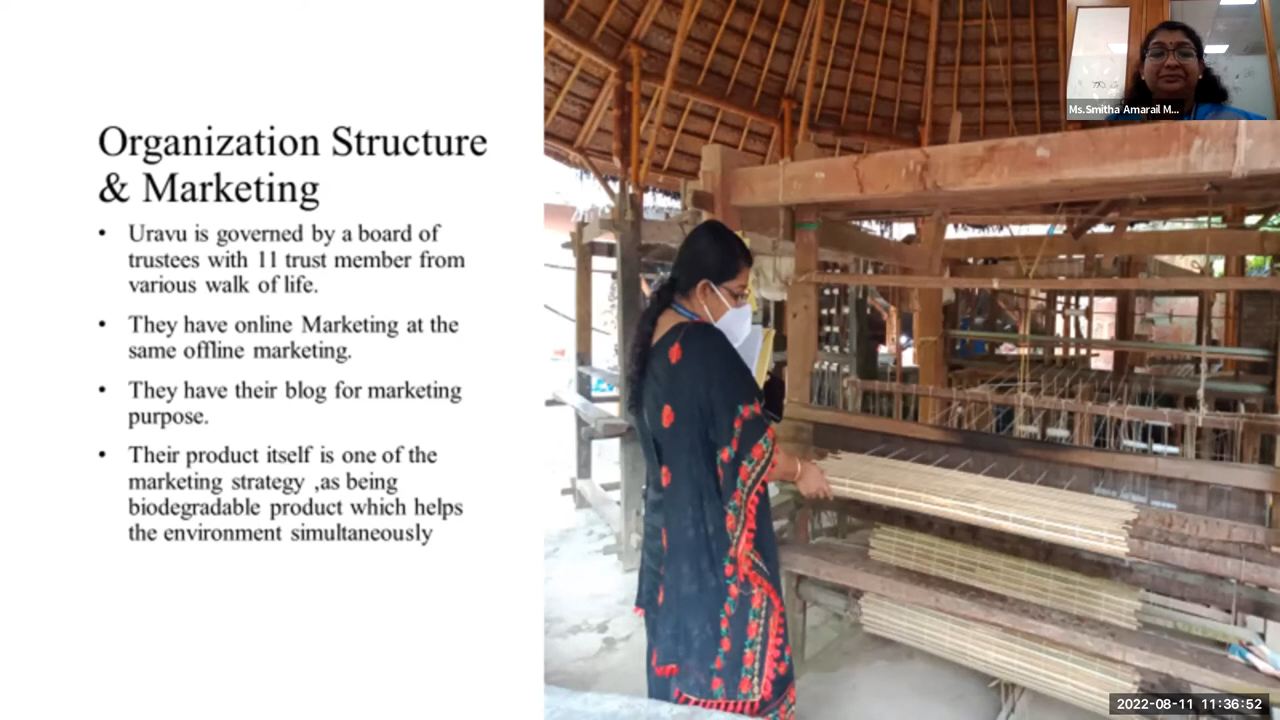 Organization Structure
& Marketing
• Uravu is governed by a board of
trustees with 11 trust member from
various walk of life.
• They have online Marketing at the
same offline marketing.
• They have their blog for marketing
purpose.
• Their product itself is one of the
marketing strategy ,as being
biodegradable product which helps
the environment simultaneously
Ms.Smitha Amarail M...
2022-08-11 11:36:52